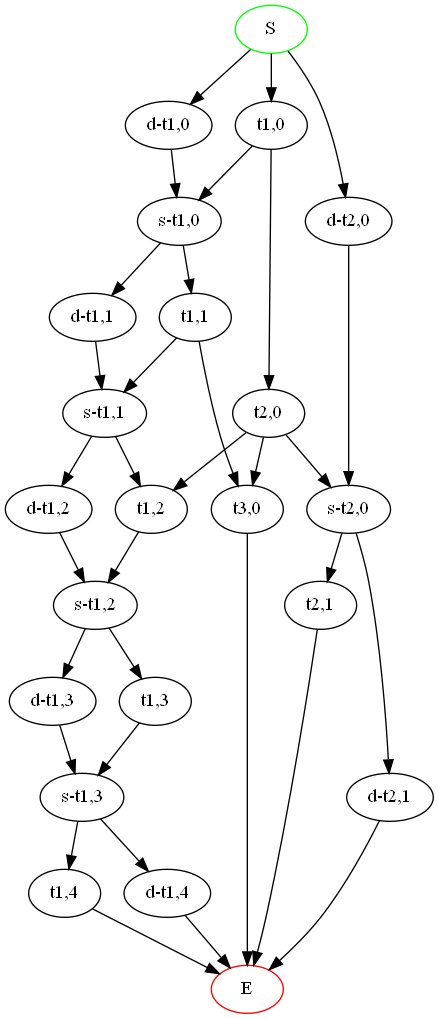 S
d-t1,0
t1,0
s-t1,0
d-t2,0
d-t1,1
t1,1
s-t1,1
t2,0
d-t1,2
t1,2
t3,0
s-t2,0
s-t1,2
t2,1
d-t1,3
t1,3
s-t1,3
d-t2,1
t1,4
d-t1,4
E